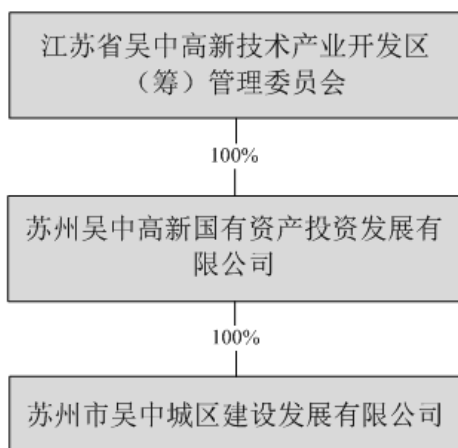 江苏省吴中高新技术产业开发区
（筹）管理委员会
100%
苏州吴中高新国有资产投资发展有
限公司
100%
苏州市吴中城区建设发展有限公司